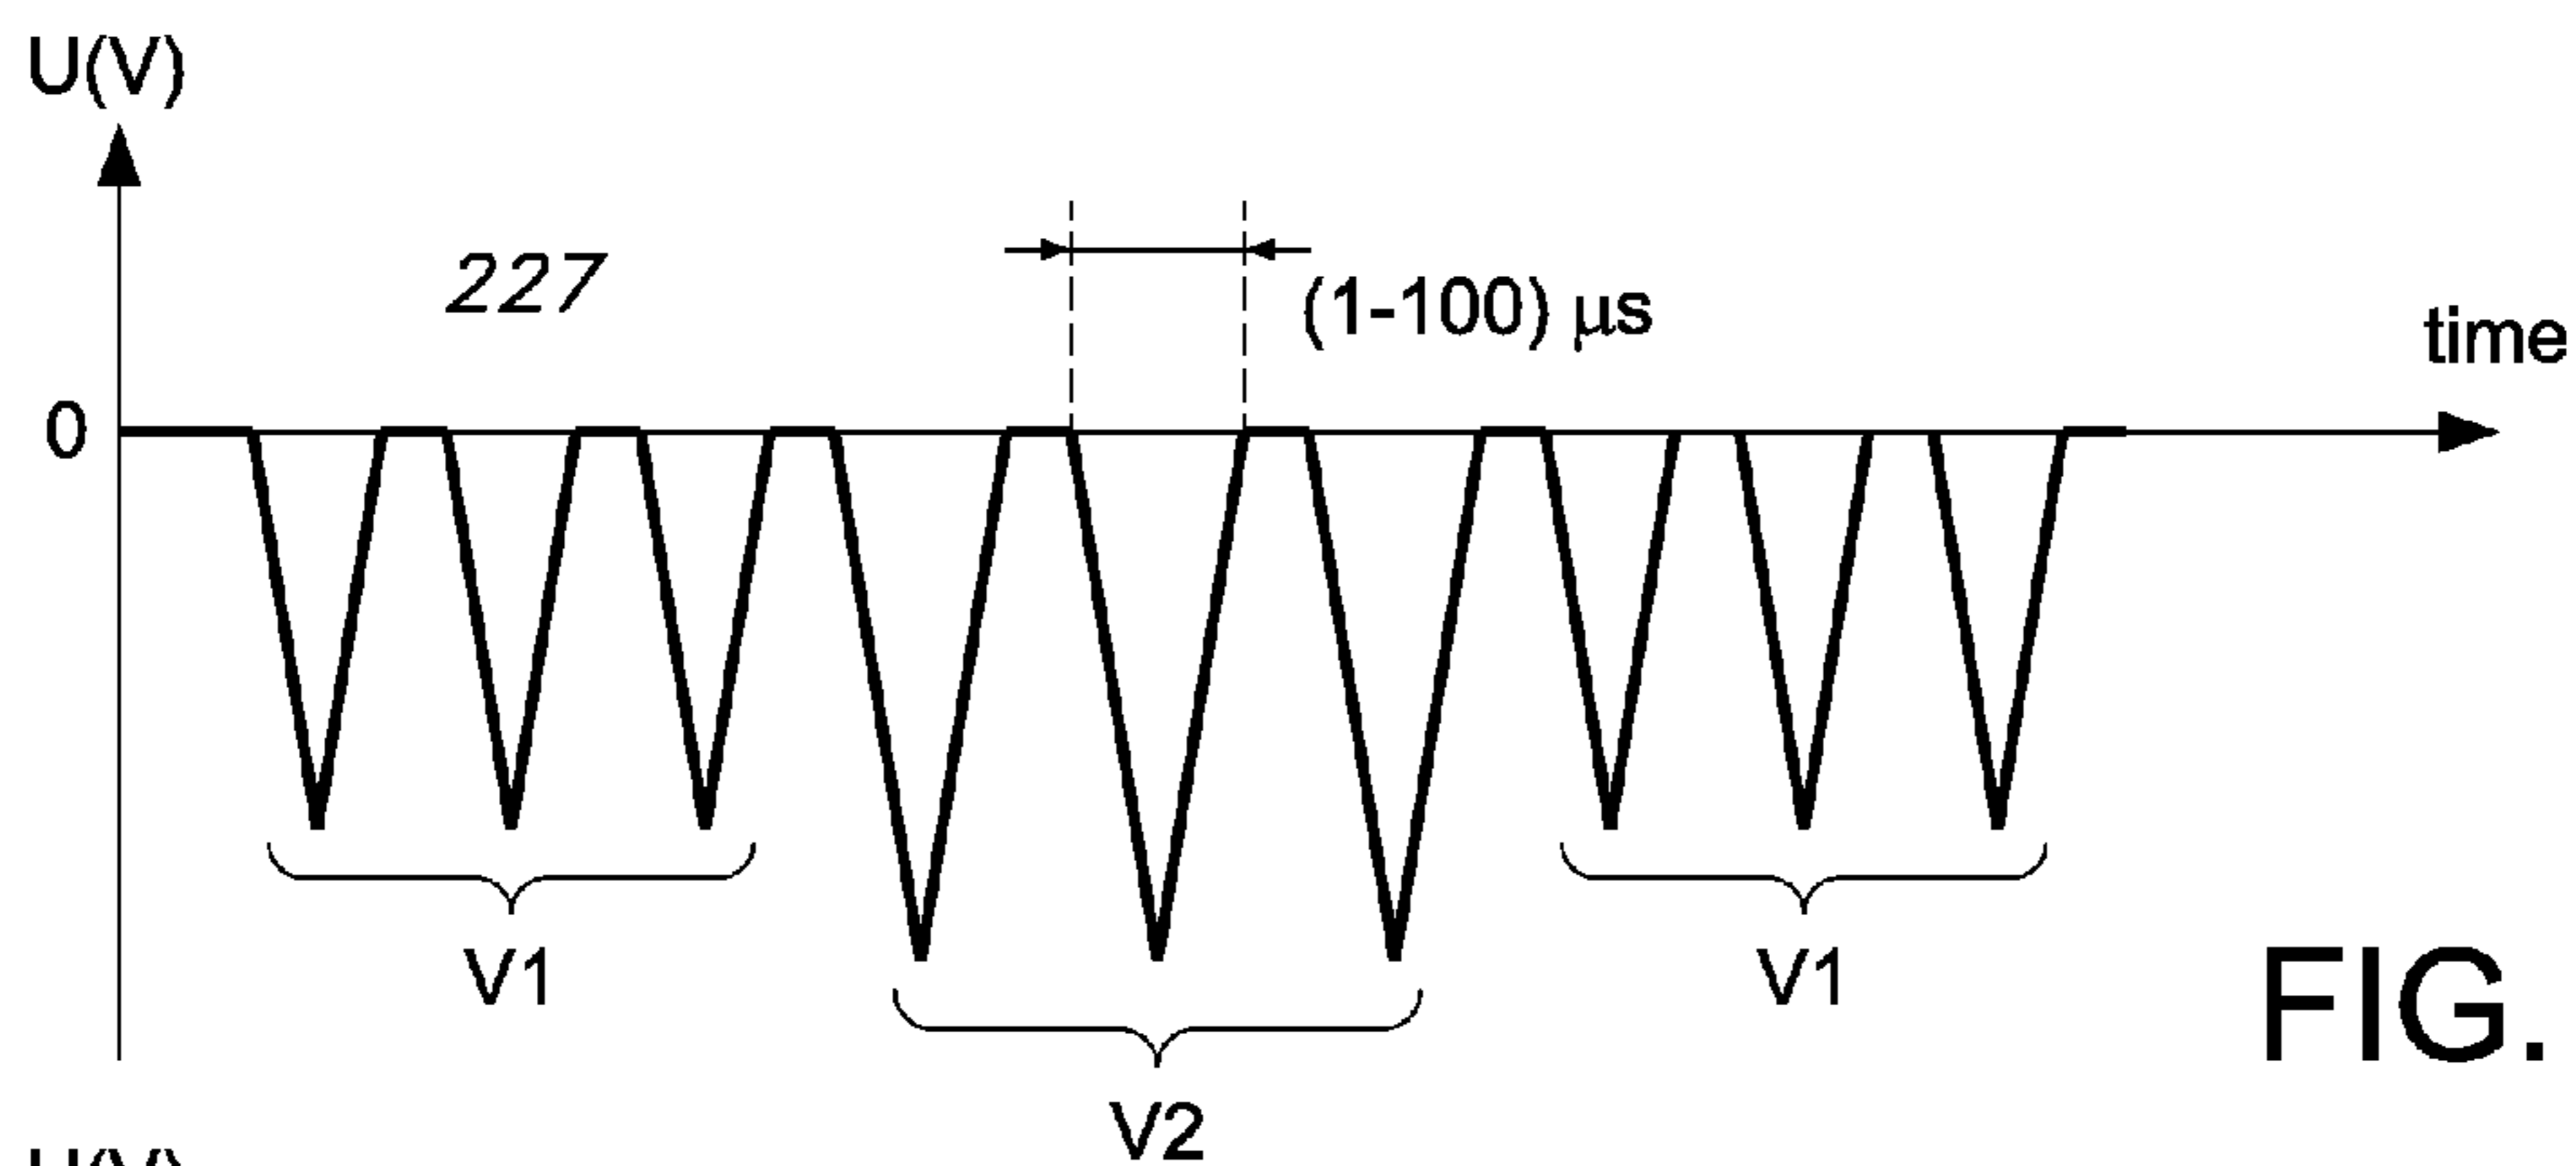 U(V)
227
(1-100) μs
time
0
V1
V1
V2
FIG.
U(V)